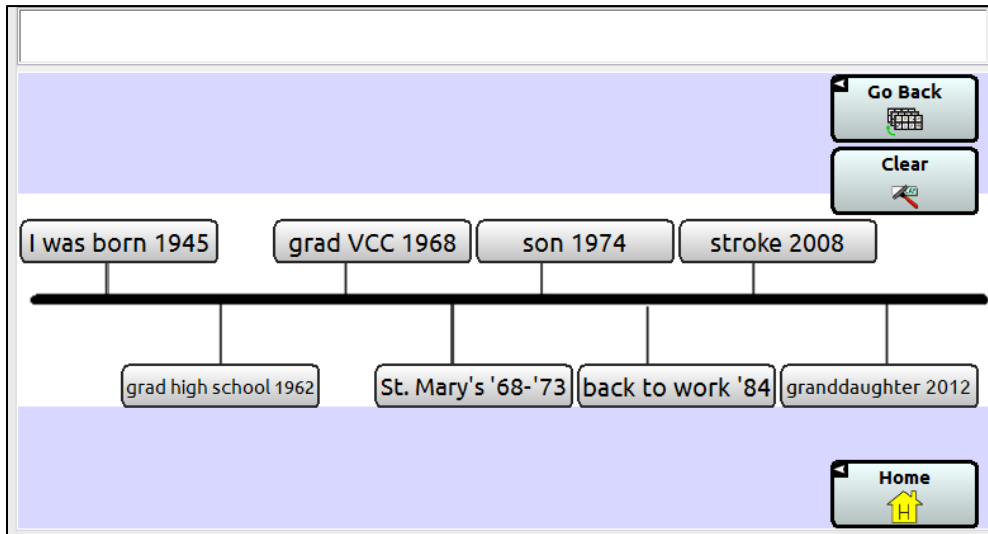 Go Back
Clear
I was born 1945
grad VCC 1968
son 1974
stroke 2008
grad high school 1962
St. Mary's '68-'73
back to work '84
granddaughter 2012
Home
H